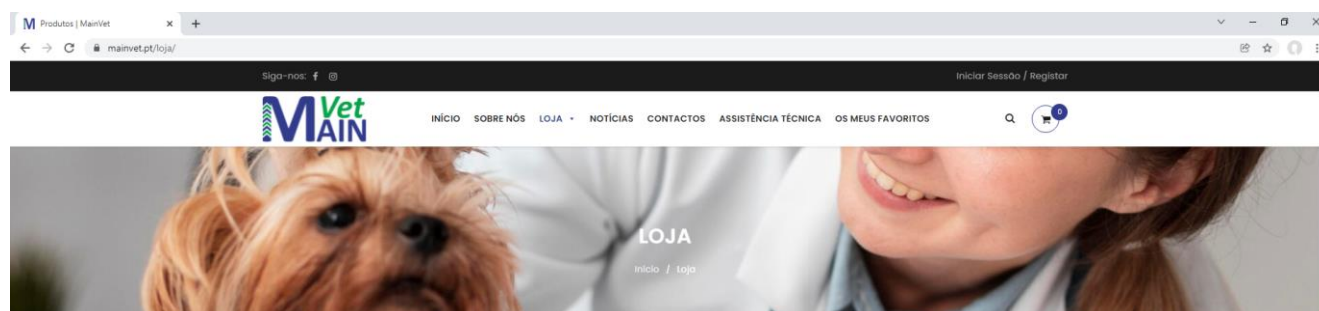 Produtos | MainVet
mainvet.pt/loja/
Siga-nos:
Iniciar Sessão / Registar
MAIN Vet
INÍCIO SOBRE NÓS LOJA NOTÍCIAS CONTACTOS ASSISTÊNCIA TÉCNICA OS MEUS FAVORITOS
0
LOJA
Início / Loja